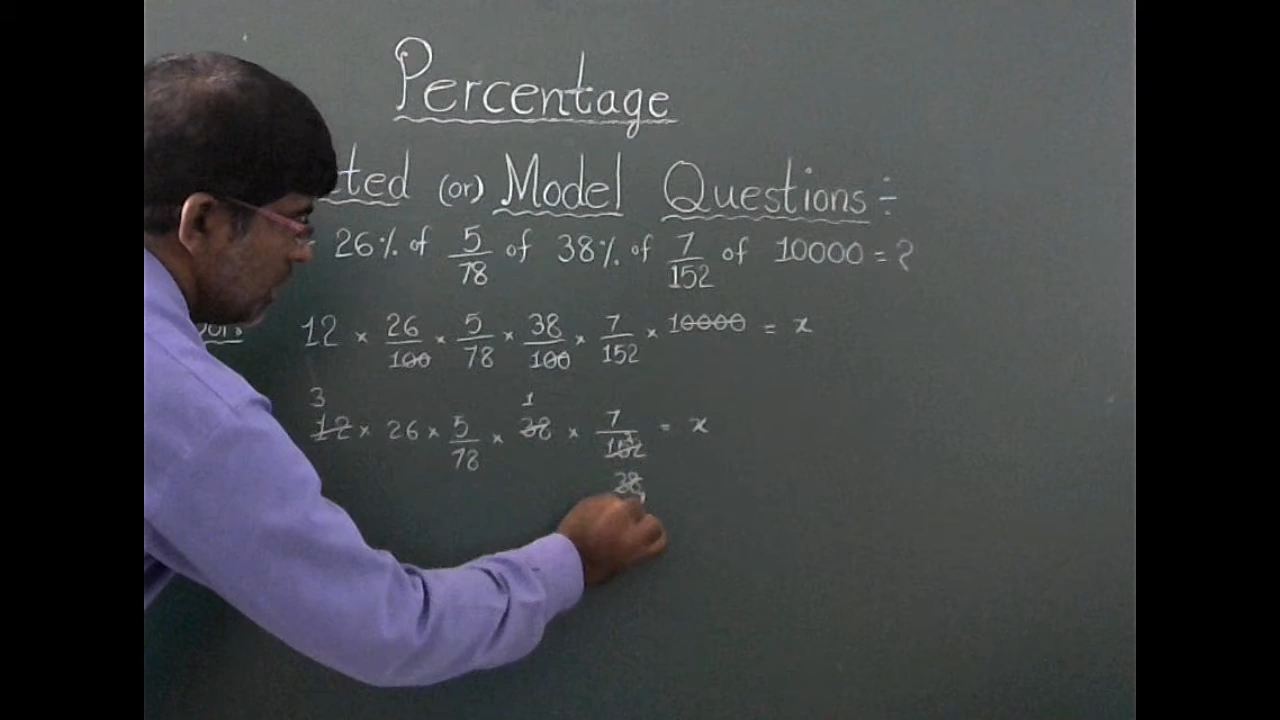 Percentage
ted (or) Model Questions ÷
26% of 5/78 of 38% of 7/152 of 10000 = ?
12 × 26/100 × 5/78 × 38/100 × 7/152 × 10000 = x
3 1
12 × 26 × 5/78 × 38 × 7/152 = x
38